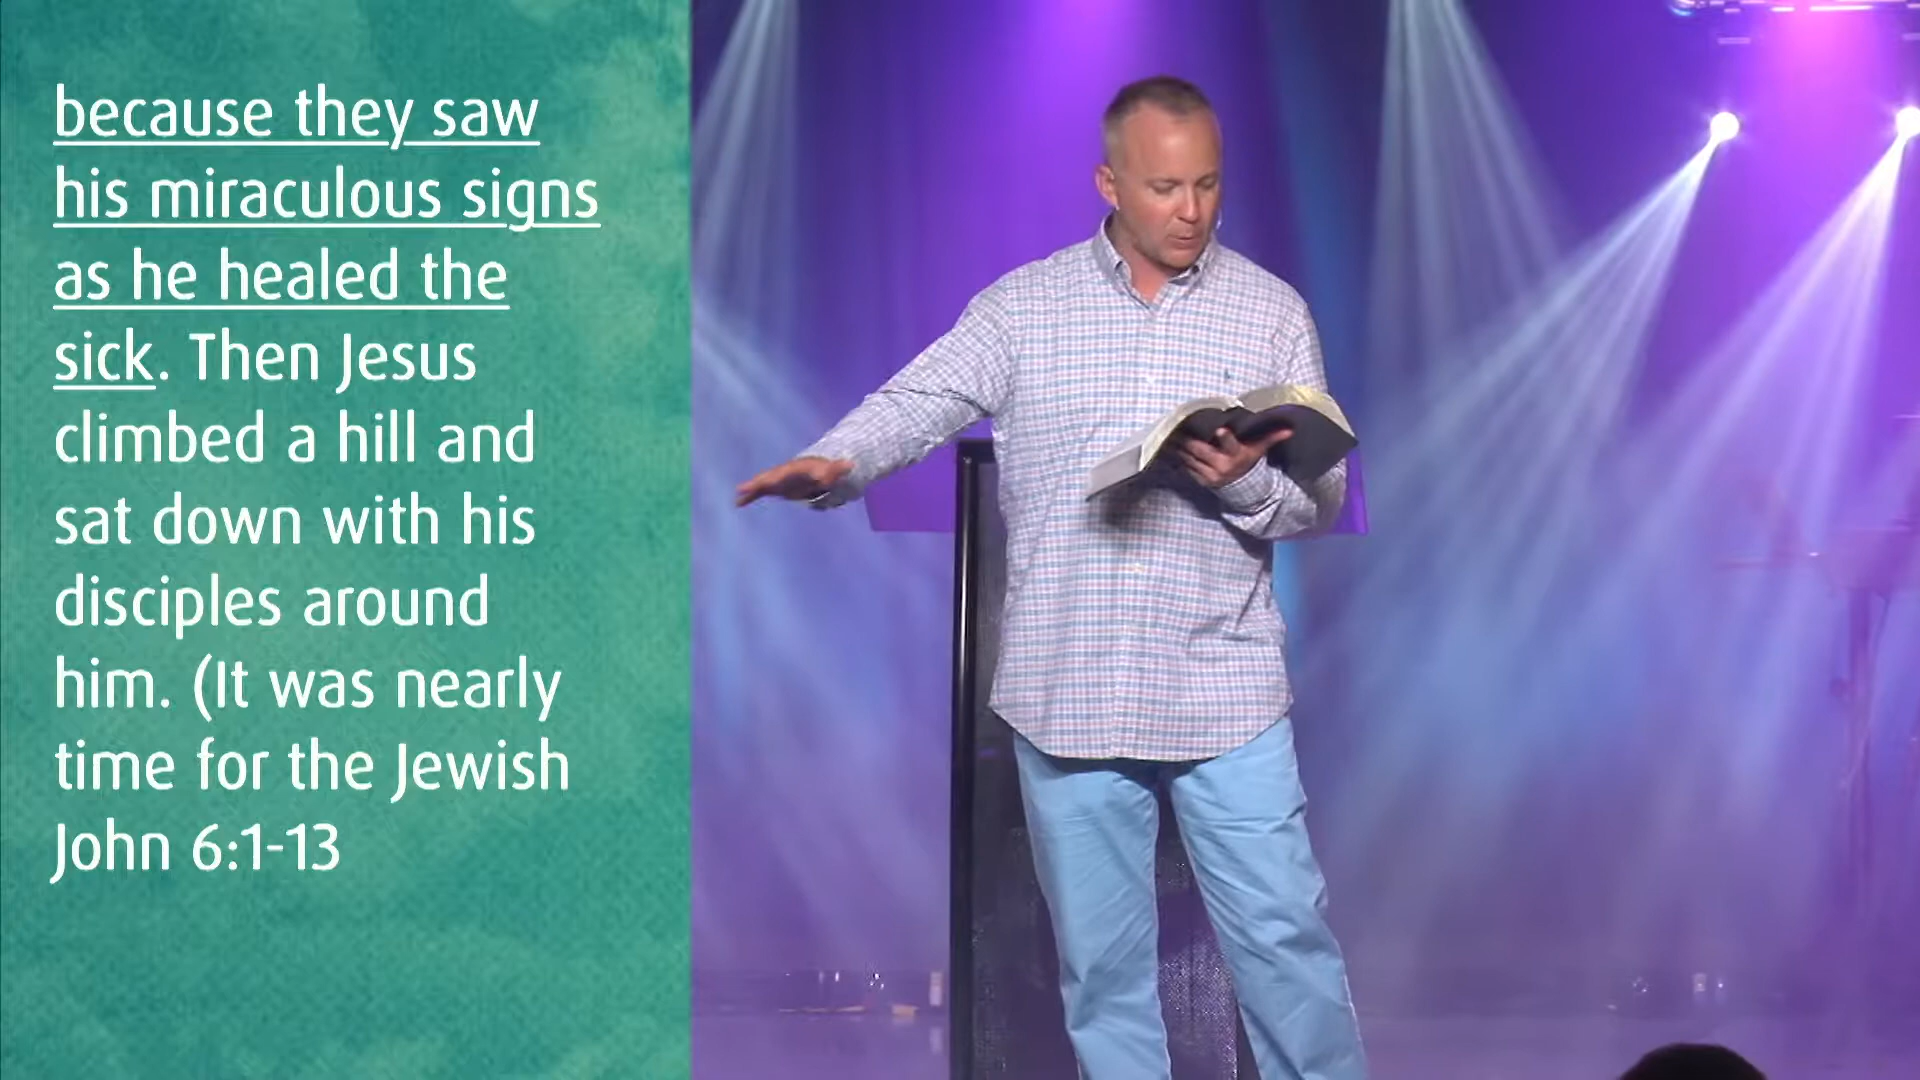 because they saw
his miraculous signs
as he healed the
sick. Then Jesus
climbed a hill and
sat down with his
disciples around
him. (It was nearly
time for the Jewish
John 6:1-13